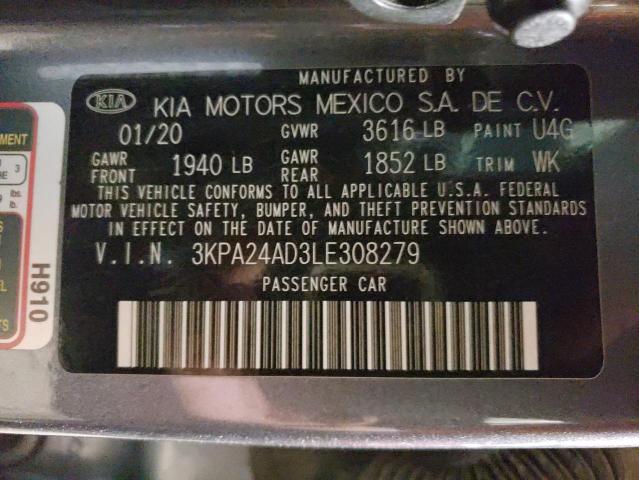 MANUFACTURED BY
KIA KIA MOTORS MEXICO S.A. DE C.V.
01/20 GVWR 3616 LB PAINT U4G
GAWR FRONT 1940 LB GAWR REAR 1852 LB TRIM WK
THIS VEHICLE CONFORMS TO ALL APPLICABLE U.S.A. FEDERAL
MOTOR VEHICLE SAFETY, BUMPER, AND THEFT PREVENTION STANDARDS
IN EFFECT ON THE DATE OF MANUFACTURE SHOWN ABOVE.
V.I.N. 3KPA24AD3LE308279
PASSENGER CAR
H910